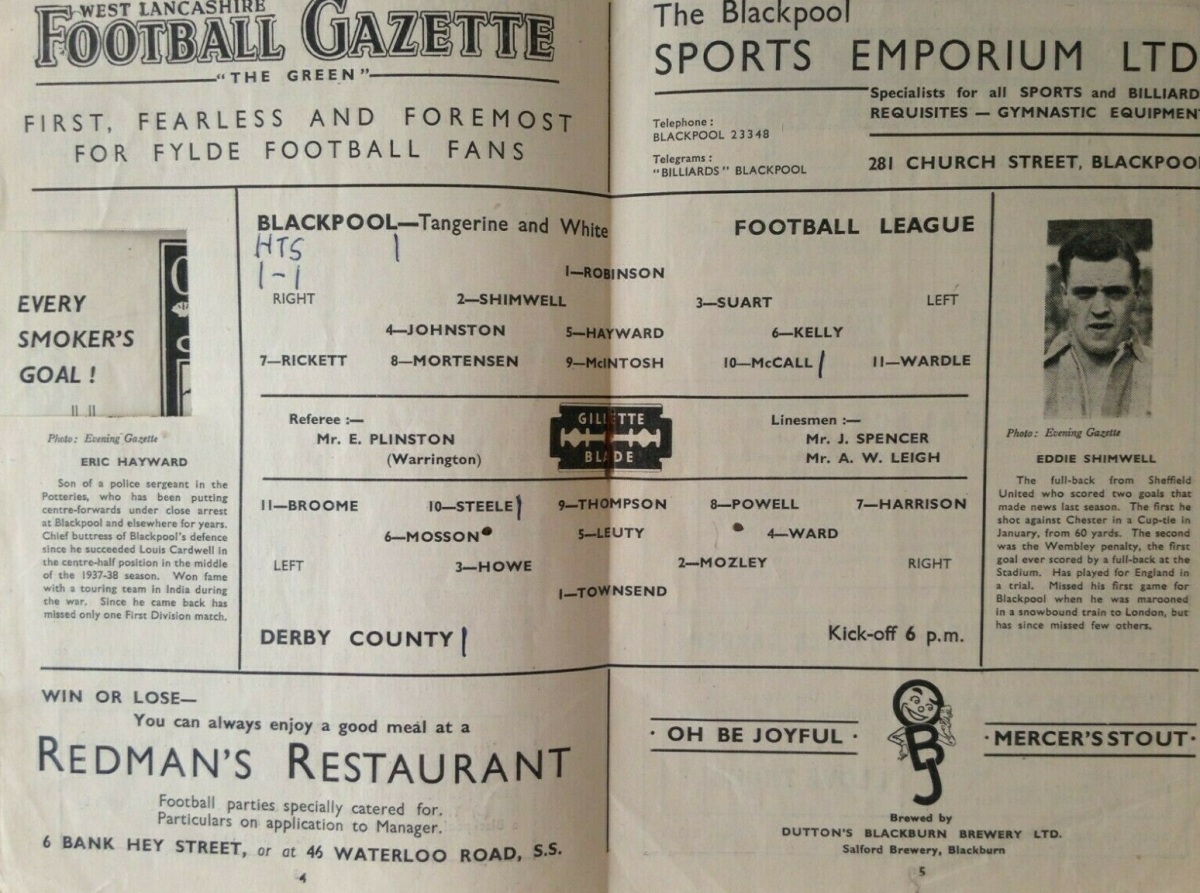 WEST LANCASHIRE
FOOTBALL GAZETTE
"THE GREEN"
FIRST, FEARLESS AND FOREMOST
FOR FYLDE FOOTBALL FANS
The Blackpool
SPORTS EMPORIUM LTD
Specialists for all SPORTS and BILLIARD
REQUISITES — GYMNASTIC EQUIPMEN
Telephone :
BLACKPOOL 23348
Telegrams :
"BILLIARDS" BLACKPOOL
281 CHURCH STREET, BLACKPOO
EVERY
SMOKER'S
GOAL !
Photo: Evening Gazette
ERIC HAYWARD
Son of a police sergeant in the
Potteries, who has been putting
centre-forwards under close arrest
at Blackpool and elsewhere for years.
Chief buttress of Blackpool's defence
since he succeeded Louis Cardwell in
the centre-half position in the middle
of the 1937-38 season. Won fame
with a touring team in India during
the war. Since he came back has
missed only one First Division match.
BLACKPOOL—Tangerine and White
FOOTBALL LEAGUE
HTS 1
1-1
1—ROBINSON
RIGHT 2—SHIMWELL 3—SUART LEFT
4—JOHNSTON 5—HAYWARD 6—KELLY
7—RICKETT 8—MORTENSEN 9—McINTOSH 10—McCALL / 11—WARDLE
Referee :—
Mr. E. PLINSTON
(Warrington)
GILLETTE
BLADE
Linesmen :—
Mr. J. SPENCER
Mr. A. W. LEIGH
11—BROOME 10—STEELE / 9—THOMPSON 8—POWELL 7—HARRISON
6—MOSSON 5—LEUTY 4—WARD
LEFT 3—HOWE 2—MOZLEY RIGHT
1—TOWNSEND
DERBY COUNTY 1
Kick-off 6 p.m.
Photo: Evening Gazette
EDDIE SHIMWELL
The full-back from Sheffield
United who scored two goals that
made news last season. The first he
shot against Chester in a Cup-tie in
January, from 60 yards. The second
was the Wembley penalty, the first
goal ever scored by a full-back at the
Stadium. Has played for England in
a trial. Missed his first game for
Blackpool when he was marooned
in a snowbound train to London, but
has since missed few others.
WIN OR LOSE—
You can always enjoy a good meal at a
REDMAN'S RESTAURANT
Football parties specially catered for.
Particulars on application to Manager.
6 BANK HEY STREET, or at 46 WATERLOO ROAD, S.S.
4
· OH BE JOYFUL ·
OBJ
· MERCER'S STOUT ·
Brewed by
DUTTON'S BLACKBURN BREWERY LTD.
Salford Brewery, Blackburn
5